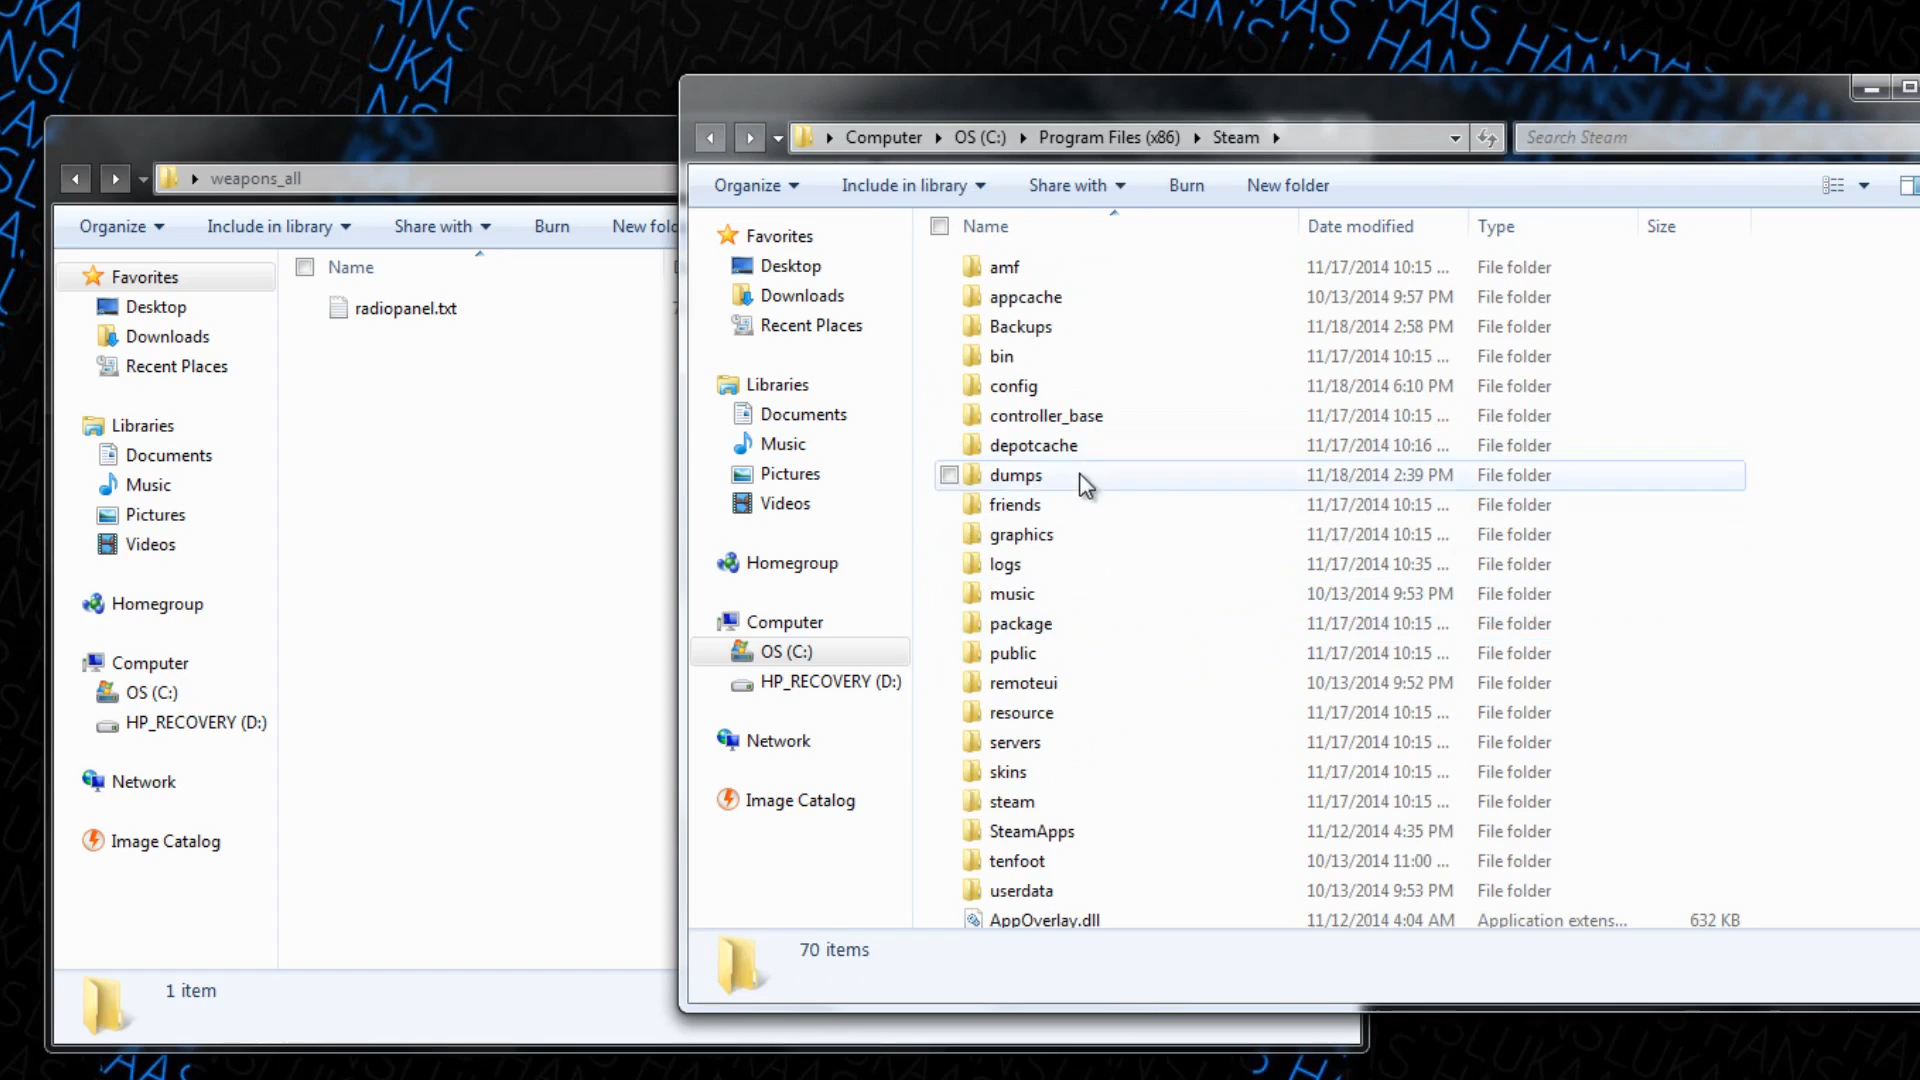 weapons_all
Organize Include in library Share with Burn New fol
Favorites
Desktop
Downloads
Recent Places
Libraries
Documents
Music
Pictures
Videos
Homegroup
Computer
OS (C:)
HP_RECOVERY (D:)
Network
Image Catalog
Name
radiopanel.txt
1 item
Computer OS (C:) Program Files (x86) Steam
Search Steam
Organize Include in library Share with Burn New folder
Favorites
Desktop
Downloads
Recent Places
Libraries
Documents
Music
Pictures
Videos
Homegroup
Computer
OS (C:)
HP_RECOVERY (D:)
Network
Image Catalog
Name Date modified Type Size
amf 11/17/2014 10:15 ... File folder
appcache 10/13/2014 9:57 PM File folder
Backups 11/18/2014 2:58 PM File folder
bin 11/17/2014 10:15 ... File folder
config 11/18/2014 6:10 PM File folder
controller_base 11/17/2014 10:15 ... File folder
depotcache 11/17/2014 10:16 ... File folder
dumps 11/18/2014 2:39 PM File folder
friends 11/17/2014 10:15 ... File folder
graphics 11/17/2014 10:15 ... File folder
logs 11/17/2014 10:35 ... File folder
music 10/13/2014 9:53 PM File folder
package 11/17/2014 10:15 ... File folder
public 11/17/2014 10:15 ... File folder
remoteui 10/13/2014 9:52 PM File folder
resource 11/17/2014 10:15 ... File folder
servers 11/17/2014 10:15 ... File folder
skins 11/17/2014 10:15 ... File folder
steam 11/17/2014 10:15 ... File folder
SteamApps 11/12/2014 4:35 PM File folder
tenfoot 10/13/2014 11:00 ... File folder
userdata 10/13/2014 9:53 PM File folder
AppOverlay.dll 11/12/2014 4:04 AM Application extens... 632 KB
70 items